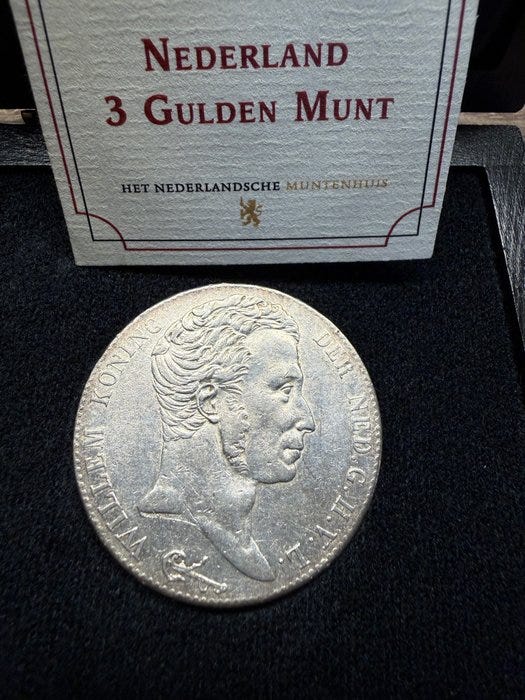 NEDERLAND
3 GULDEN MUNT
HET NEDERLANDSCHE MUNTENHUIS
WILLEM KONING DER NED. G. H. V. L.